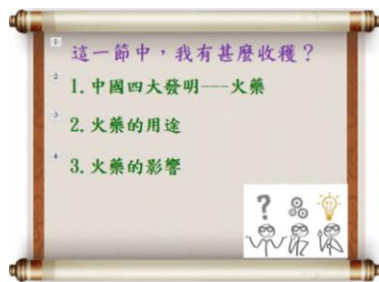 這一節中，我有甚麼收穫？
1.中國四大發明---火藥
2.火藥的用途
3.火藥的影響
?